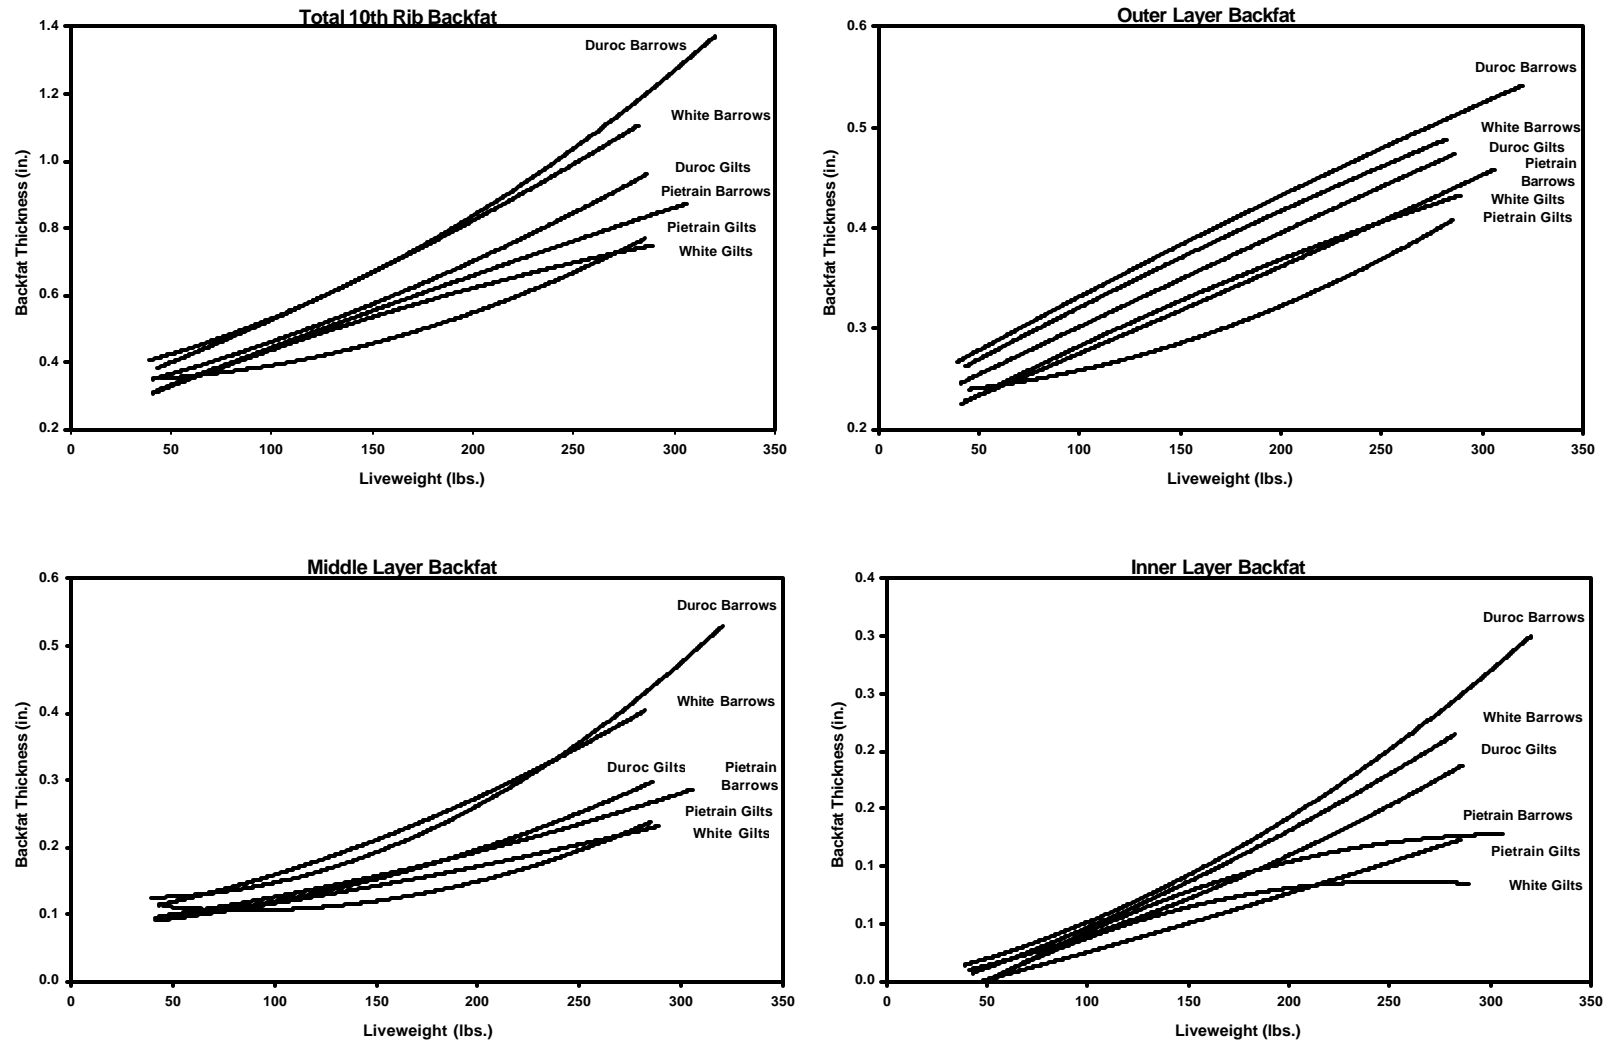 Total 10th Rib Backfat
1.4
1.2
1.0
0.8
0.6
0.4
0.2
Backfat Thickness (in.)
Duroc Barrows
White Barrows
Duroc Gilts
Pietrain Barrows
Pietrain Gilts
White Gilts
0 50 100 150 200 250 300 350
Liveweight (lbs.)
Outer Layer Backfat
0.6
0.5
0.4
0.3
0.2
Backfat Thickness (in.)
Duroc Barrows
White Barrows
Duroc Gilts
Pietrain
Barrows
White Gilts
Pietrain Gilts
0 50 100 150 200 250 300 350
Liveweight (lbs.)
Middle Layer Backfat
0.6
0.5
0.4
0.3
0.2
0.1
0.0
Backfat Thickness (in.)
Duroc Barrows
White Barrows
Duroc Gilts
Pietrain
Barrows
Pietrain Gilts
White Gilts
0 50 100 150 200 250 300 350
Liveweight (lbs.)
Inner Layer Backfat
0.4
0.3
0.3
0.2
0.2
0.1
0.1
0.0
Backfat Thickness (in.)
Duroc Barrows
White Barrows
Duroc Gilts
Pietrain Barrows
Pietrain Gilts
White Gilts
0 50 100 150 200 250 300 350
Liveweight (lbs.)